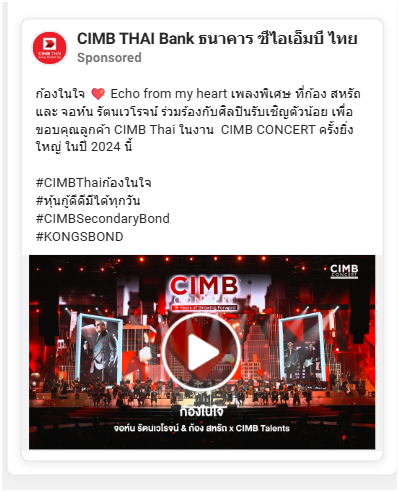 CIMB THAI Bank ธนาคาร ซีไอเอ็มบี ไทย
Sponsored
ก้องในใจ ❤️ Echo from my heart เพลงพิเศษ ที่ก้อง สหรัถ
และ จอห์น รัตนเวโรจน์ ร่วมร้องกับศิลปินรับเชิญตัวน้อย เพื่อ
ขอบคุณลูกค้า CIMB Thai ในงาน CIMB CONCERT ครั้งยิ่ง
ใหญ่ ในปี 2024 นี้
#CIMBThaiก้องในใจ
#หุ้นกู้ดีดีมีได้ทุกวัน
#CIMBSecondaryBond
#KONGSBOND
CIMB
CONCERT
CIMB
CONCERT
15 Years of Growing Forward
ก้องในใจ
จอห์น รัตนเวโรจน์ & ก้อง สหรัถ x CIMB Talents